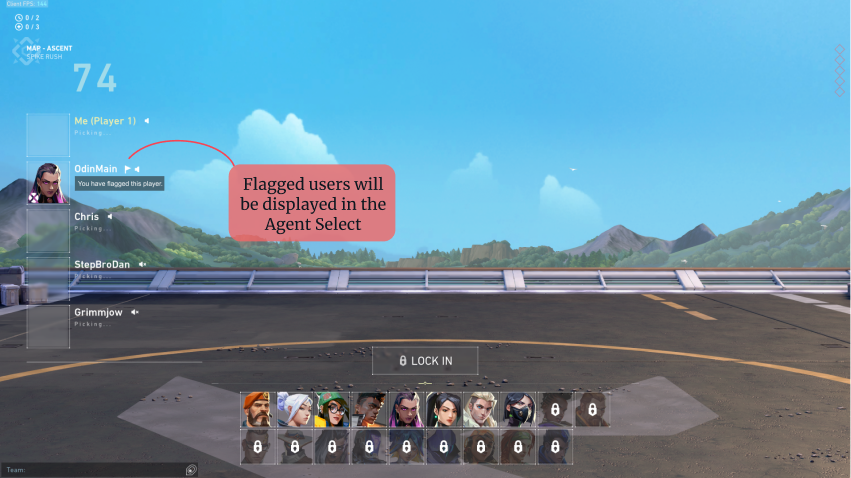 Client FPS: 144
0 / 2
0 / 3
MAP - ASCENT
SPIKE RUSH
74
Me (Player 1)
Picking...
OdinMain
You have flagged this player.
Chris
Picking...
StepBroDan
Picking
Grimmjow
Picking...
Flagged users will
be displayed in the
Agent Select
LOCK IN
Team: